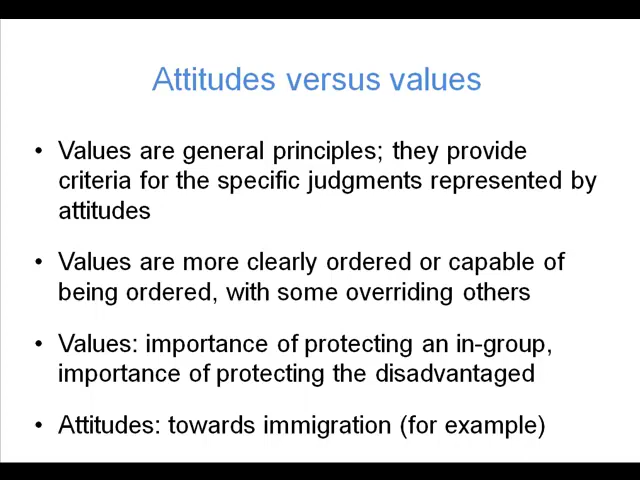 Attitudes versus values
• Values are general principles; they provide
criteria for the specific judgments represented by
attitudes
• Values are more clearly ordered or capable of
being ordered, with some overriding others
• Values: importance of protecting an in-group,
importance of protecting the disadvantaged
• Attitudes: towards immigration (for example)